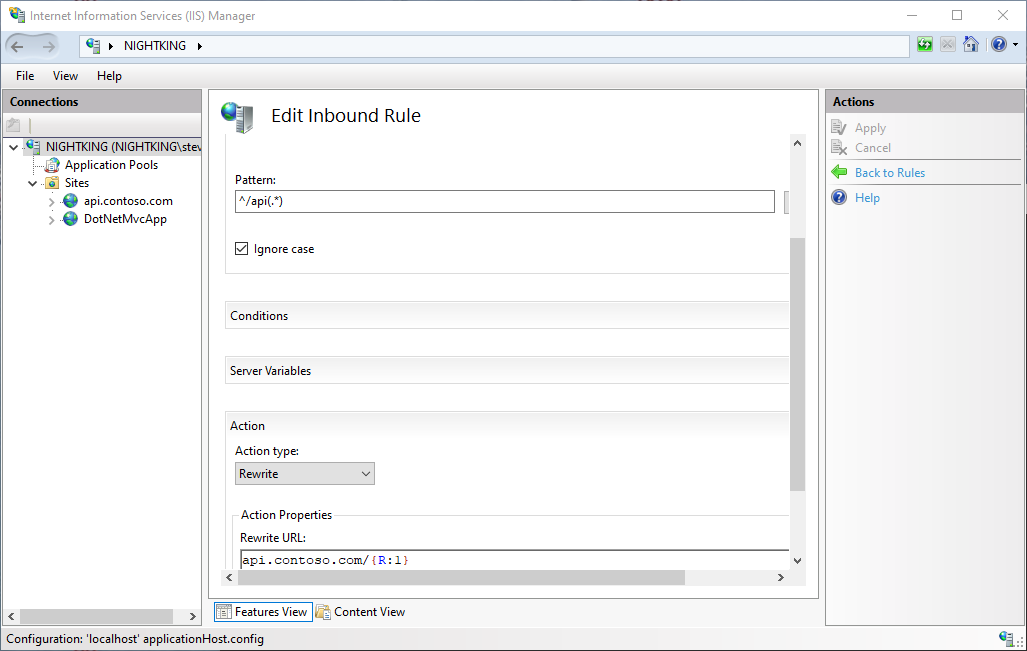 Internet Information Services (IIS) Manager
NIGHTKING
File View Help
Connections
NIGHTKING (NIGHTKING\stev
Application Pools
Sites
api.contoso.com
DotNetMvcApp
Edit Inbound Rule
Pattern:
^/api(.*)
Ignore case
Conditions
Server Variables
Action
Action type:
Rewrite
Action Properties
Rewrite URL:
api.contoso.com/{R:1}
Features View Content View
Actions
Apply
Cancel
Back to Rules
Help
Configuration: 'localhost' applicationHost.config